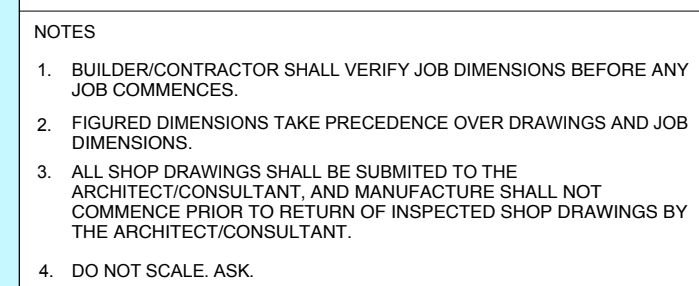 NOTES
1. BUILDER/CONTRACTOR SHALL VERIFY JOB DIMENSIONS BEFORE ANY
JOB COMMENCES.
2. FIGURED DIMENSIONS TAKE PRECEDENCE OVER DRAWINGS AND JOB
DIMENSIONS.
3. ALL SHOP DRAWINGS SHALL BE SUBMITED TO THE
ARCHITECT/CONSULTANT, AND MANUFACTURE SHALL NOT
COMMENCE PRIOR TO RETURN OF INSPECTED SHOP DRAWINGS BY
THE ARCHITECT/CONSULTANT.
4. DO NOT SCALE. ASK.